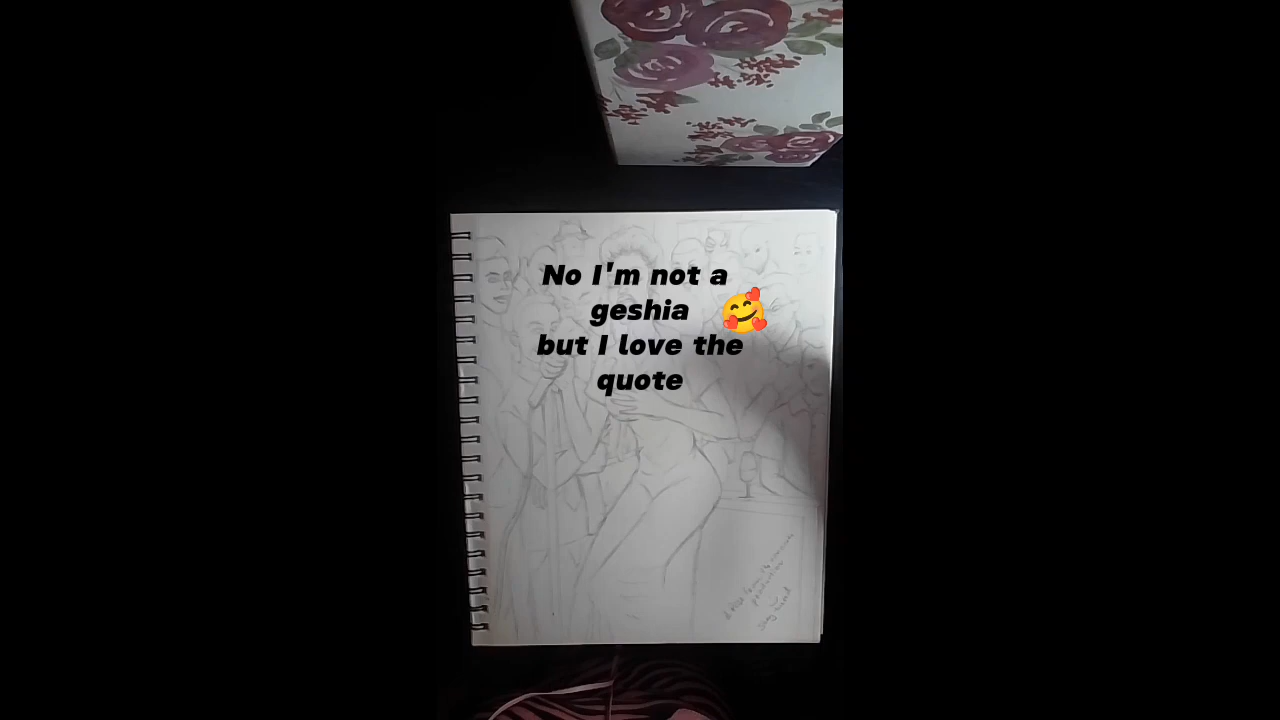 No I'm not a
geshia 🥰
but I love the
quote